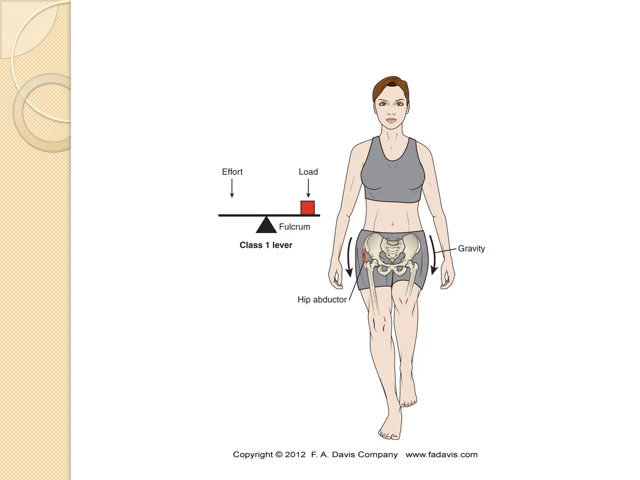 Effort
Load
Fulcrum
Class 1 lever
Gravity
Hip abductor
Copyright © 2012 F. A. Davis Company www.fadavis.com